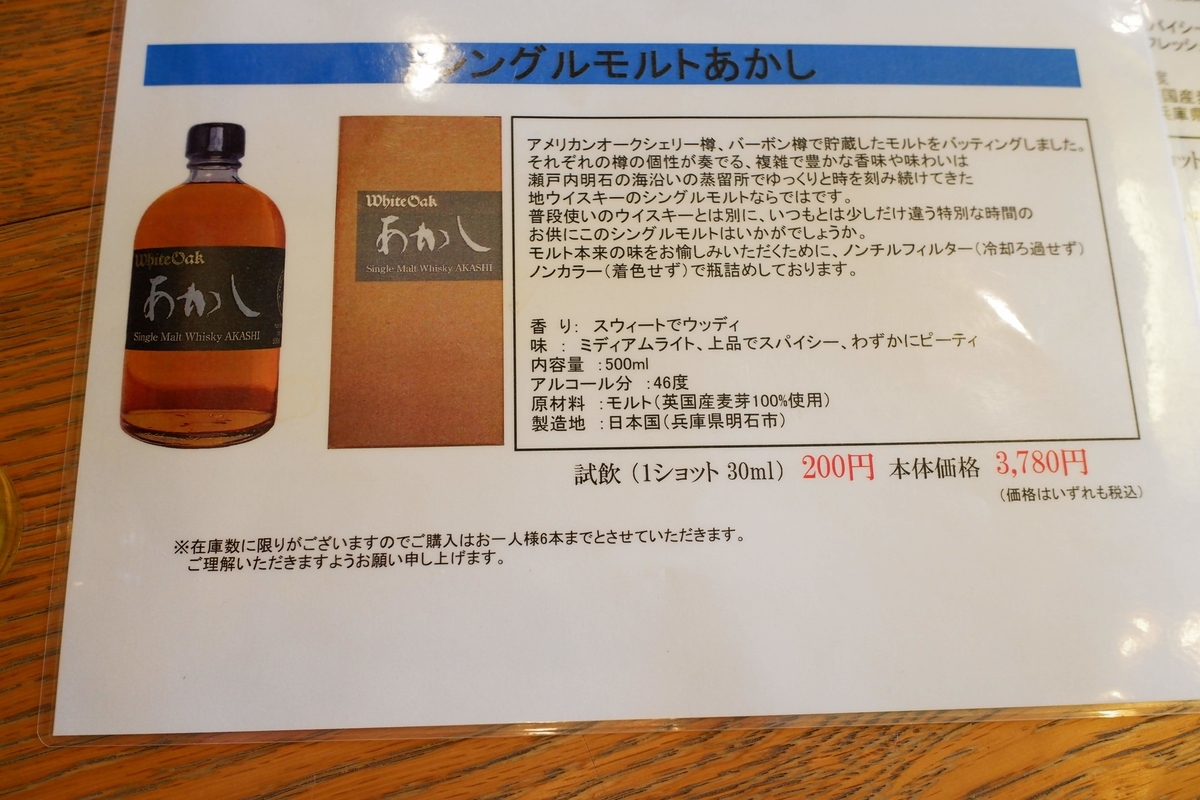 シングルモルトあかし
WhiteOak
あかし
Single Malt Whisky AKASHI
WhiteOak
あかし
Single Malt Whisky AKASHI
アメリカンオークシェリー樽、バーボン樽で貯蔵したモルトをバッティングしました。
それぞれの樽の個性が奏でる、複雑で豊かな香味や味わいは
瀬戸内明石の海沿いの蒸留所でゆっくりと時を刻み続けてきた
地ウイスキーのシングルモルトならではです。
普段使いのウイスキーとは別に、いつもとは少しだけ違う特別な時間の
お供にこのシングルモルトはいかがでしょうか。
モルト本来の味をお愉しみいただくために、ノンチルフィルター(冷却ろ過せず)
ノンカラー(着色せず)で瓶詰めしております。
香 り: スウィートでウッディ
味 : ミディアムライト、上品でスパイシー、わずかにピーティ
内容量 :500ml
アルコール分 :46度
原材料 :モルト(英国産麦芽100%使用)
製造地 :日本国(兵庫県明石市)
試飲 (1ショット 30ml) 200円 本体価格 3,780円
(価格はいずれも税込)
※在庫数に限りがございますのでご購入はお一人様6本までとさせていただきます。
ご理解いただきますようお願い申し上げます。
パイシー
フレッシ
度
国産麦
兵庫県
ット